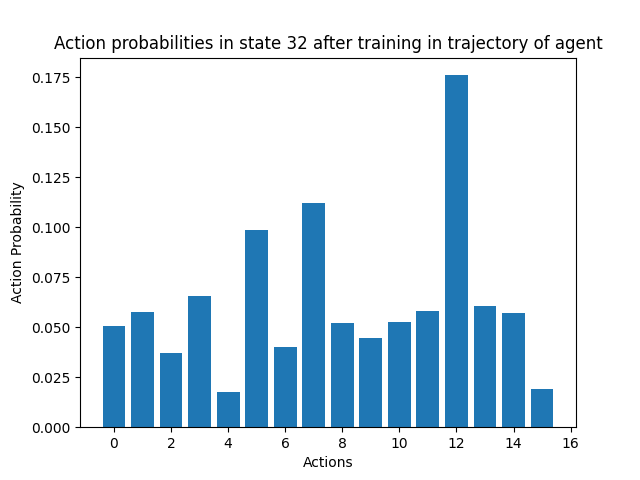 Action probabilities in state 32 after training in trajectory of agent
0.175
0.150
0.125
0.100
0.075
0.050
0.025
0.000
Action Probability
0 2 4 6 8 10 12 14 16
Actions